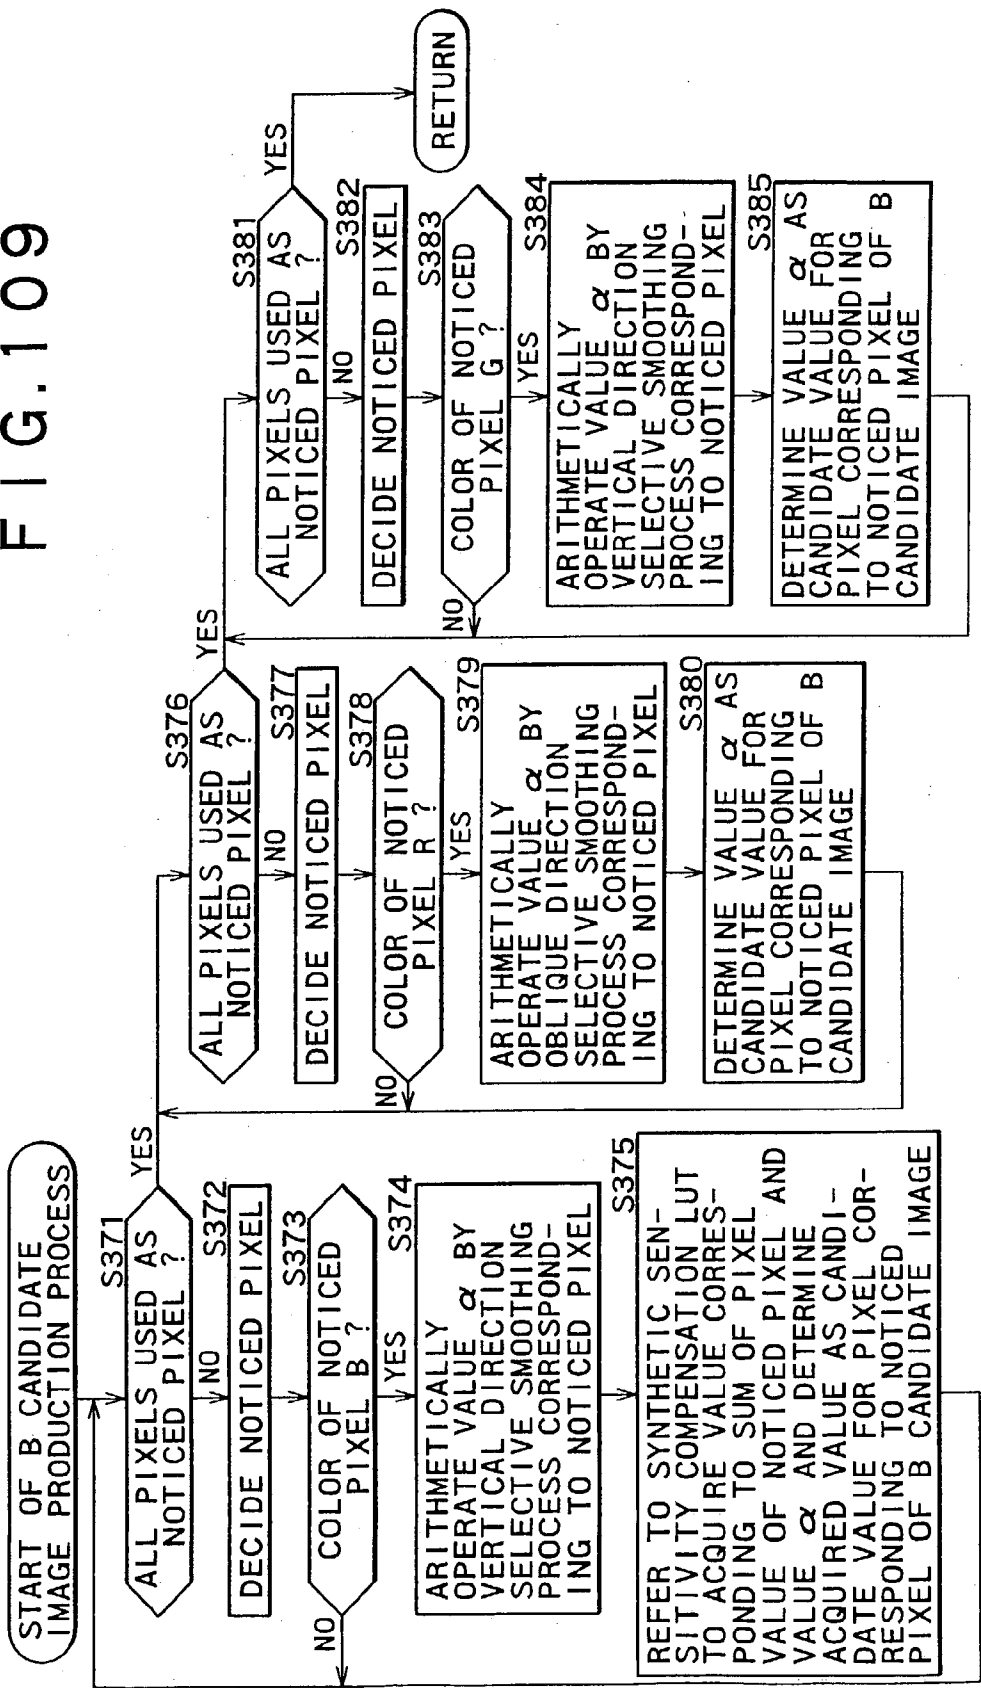 FIG.109
START OF B CANDIDATE
IMAGE PRODUCTION PROCESS
S371
ALL PIXELS USED AS
NOTICED PIXEL ?
YES
NO
S372
DECIDE NOTICED PIXEL
S373
COLOR OF NOTICED
PIXEL B ?
NO
YES
S374
ARITHMETICALLY
OPERATE VALUE α BY
VERTICAL DIRECTION
SELECTIVE SMOOTHING
PROCESS CORRESPOND-
ING TO NOTICED PIXEL
S375
REFER TO SYNTHETIC SEN-
SITIVITY COMPENSATION LUT
TO ACQUIRE VALUE CORRES-
PONDING TO SUM OF PIXEL
VALUE OF NOTICED PIXEL AND
VALUE α AND DETERMINE
ACQUIRED VALUE AS CANDI-
DATE VALUE FOR PIXEL COR-
RESPONDING TO NOTICED
PIXEL OF B CANDIDATE IMAGE
S376
ALL PIXELS USED AS
NOTICED PIXEL ?
YES
NO
S377
DECIDE NOTICED PIXEL
S378
COLOR OF NOTICED
PIXEL R ?
NO
YES
S379
ARITHMETICALLY
OPERATE VALUE α BY
OBLIQUE DIRECTION
SELECTIVE SMOOTHING
PROCESS CORRESPOND-
ING TO NOTICED PIXEL
S380
DETERMINE VALUE α AS
CANDIDATE VALUE FOR
PIXEL CORRESPONDING
TO NOTICED PIXEL OF B
CANDIDATE IMAGE
S381
ALL PIXELS USED AS
NOTICED PIXEL ?
YES
NO
S382
DECIDE NOTICED PIXEL
S383
COLOR OF NOTICED
PIXEL G ?
NO
YES
S384
ARITHMETICALLY
OPERATE VALUE α BY
VERTICAL DIRECTION
SELECTIVE SMOOTHING
PROCESS CORRESPOND-
ING TO NOTICED PIXEL
S385
DETERMINE VALUE α AS
CANDIDATE VALUE FOR
PIXEL CORRESPONDING
TO NOTICED PIXEL OF B
CANDIDATE IMAGE
RETURN